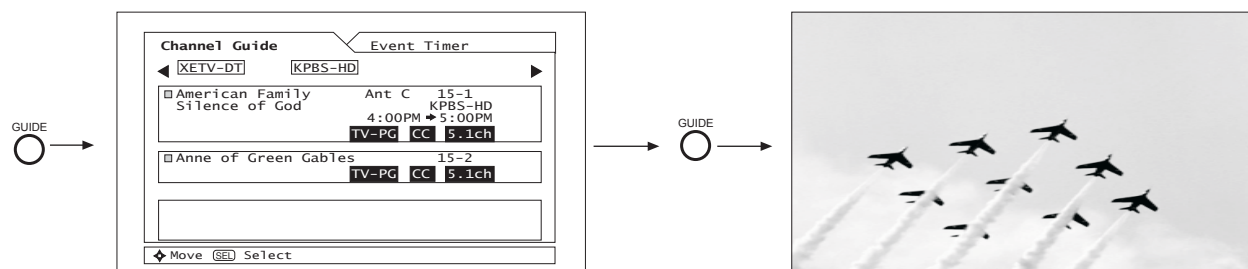 GUIDE
Channel Guide Event Timer
XETV-DT KPBS-HD
American Family Ant C 15-1
Silence of God KPBS-HD
4:00PM ➔ 5:00PM
TV-PG CC 5.1ch
Anne of Green Gables 15-2
TV-PG CC 5.1ch
Move SEL Select
GUIDE